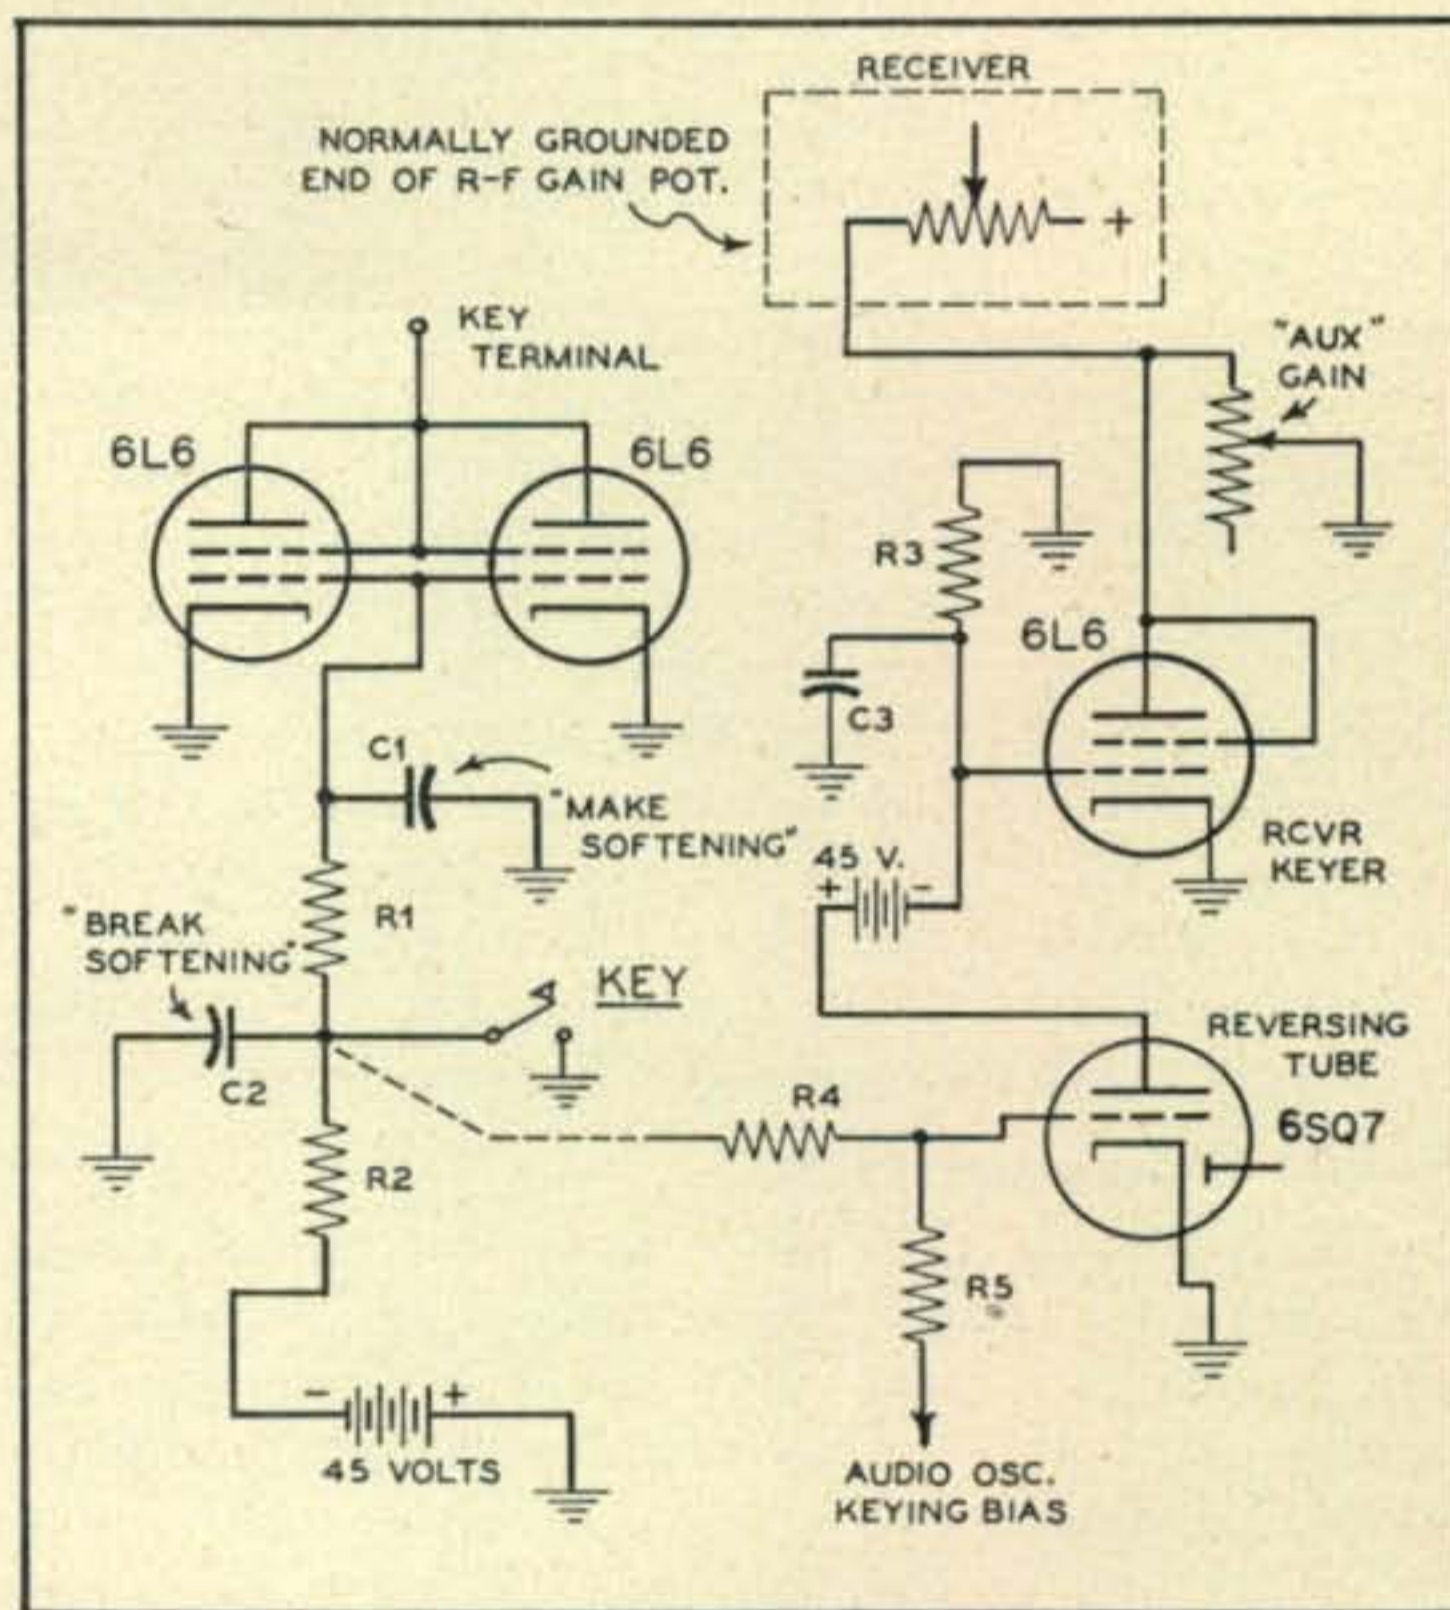 RECEIVER
NORMALLY GROUNDED
END OF R-F GAIN POT.
+
KEY
TERMINAL
"AUX"
GAIN
6L6
6L6
R3
6L6
C3
C1
"MAKE
SOFTENING"
RCVR
KEYER
45 V.
+ -
R1
"BREAK
SOFTENING"
KEY
C2
REVERSING
TUBE
6SQ7
R4
R2
R5
- +
45 VOLTS
AUDIO OSC.
KEYING BIAS